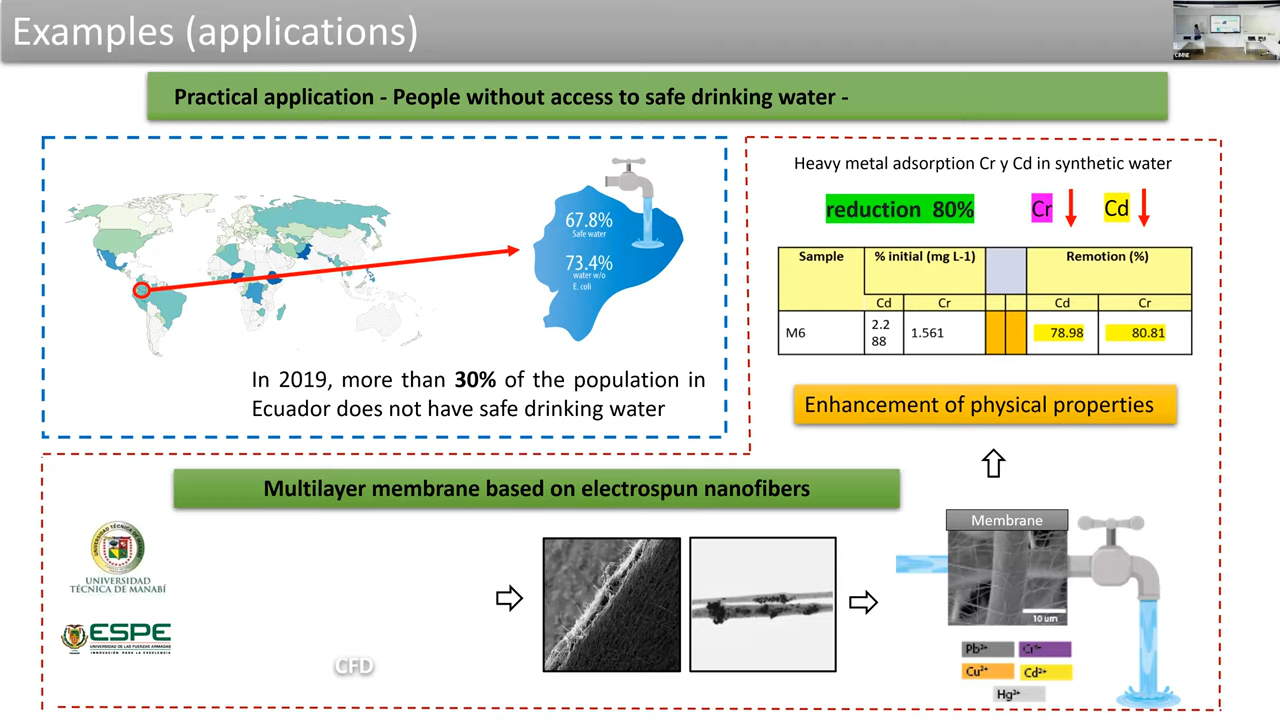 Examples (applications)
CIMNE
Practical application - People without access to safe drinking water -
67.8%
Safe water
73.4%
water w/o
E. coli
In 2019, more than 30% of the population in
Ecuador does not have safe drinking water
Heavy metal adsorption Cr y Cd in synthetic water
reduction 80%
Cr
Cd
Sample
% initial (mg L-1)
Remotion (%)
Cd
Cr
Cd
Cr
M6
2.2
88
1.561
78.98
80.81
Enhancement of physical properties
Multilayer membrane based on electrospun nanofibers
UNIVERSIDAD
TÉCNICA DE MANABÍ
ESPE
UNIVERSIDAD DE LAS FUERZAS ARMADAS
INNOVACIÓN PARA LA EXCELENCIA
CFD
Membrane
10 um
Pb²⁺
Cu²⁺
Cd²⁺
Hg²⁺